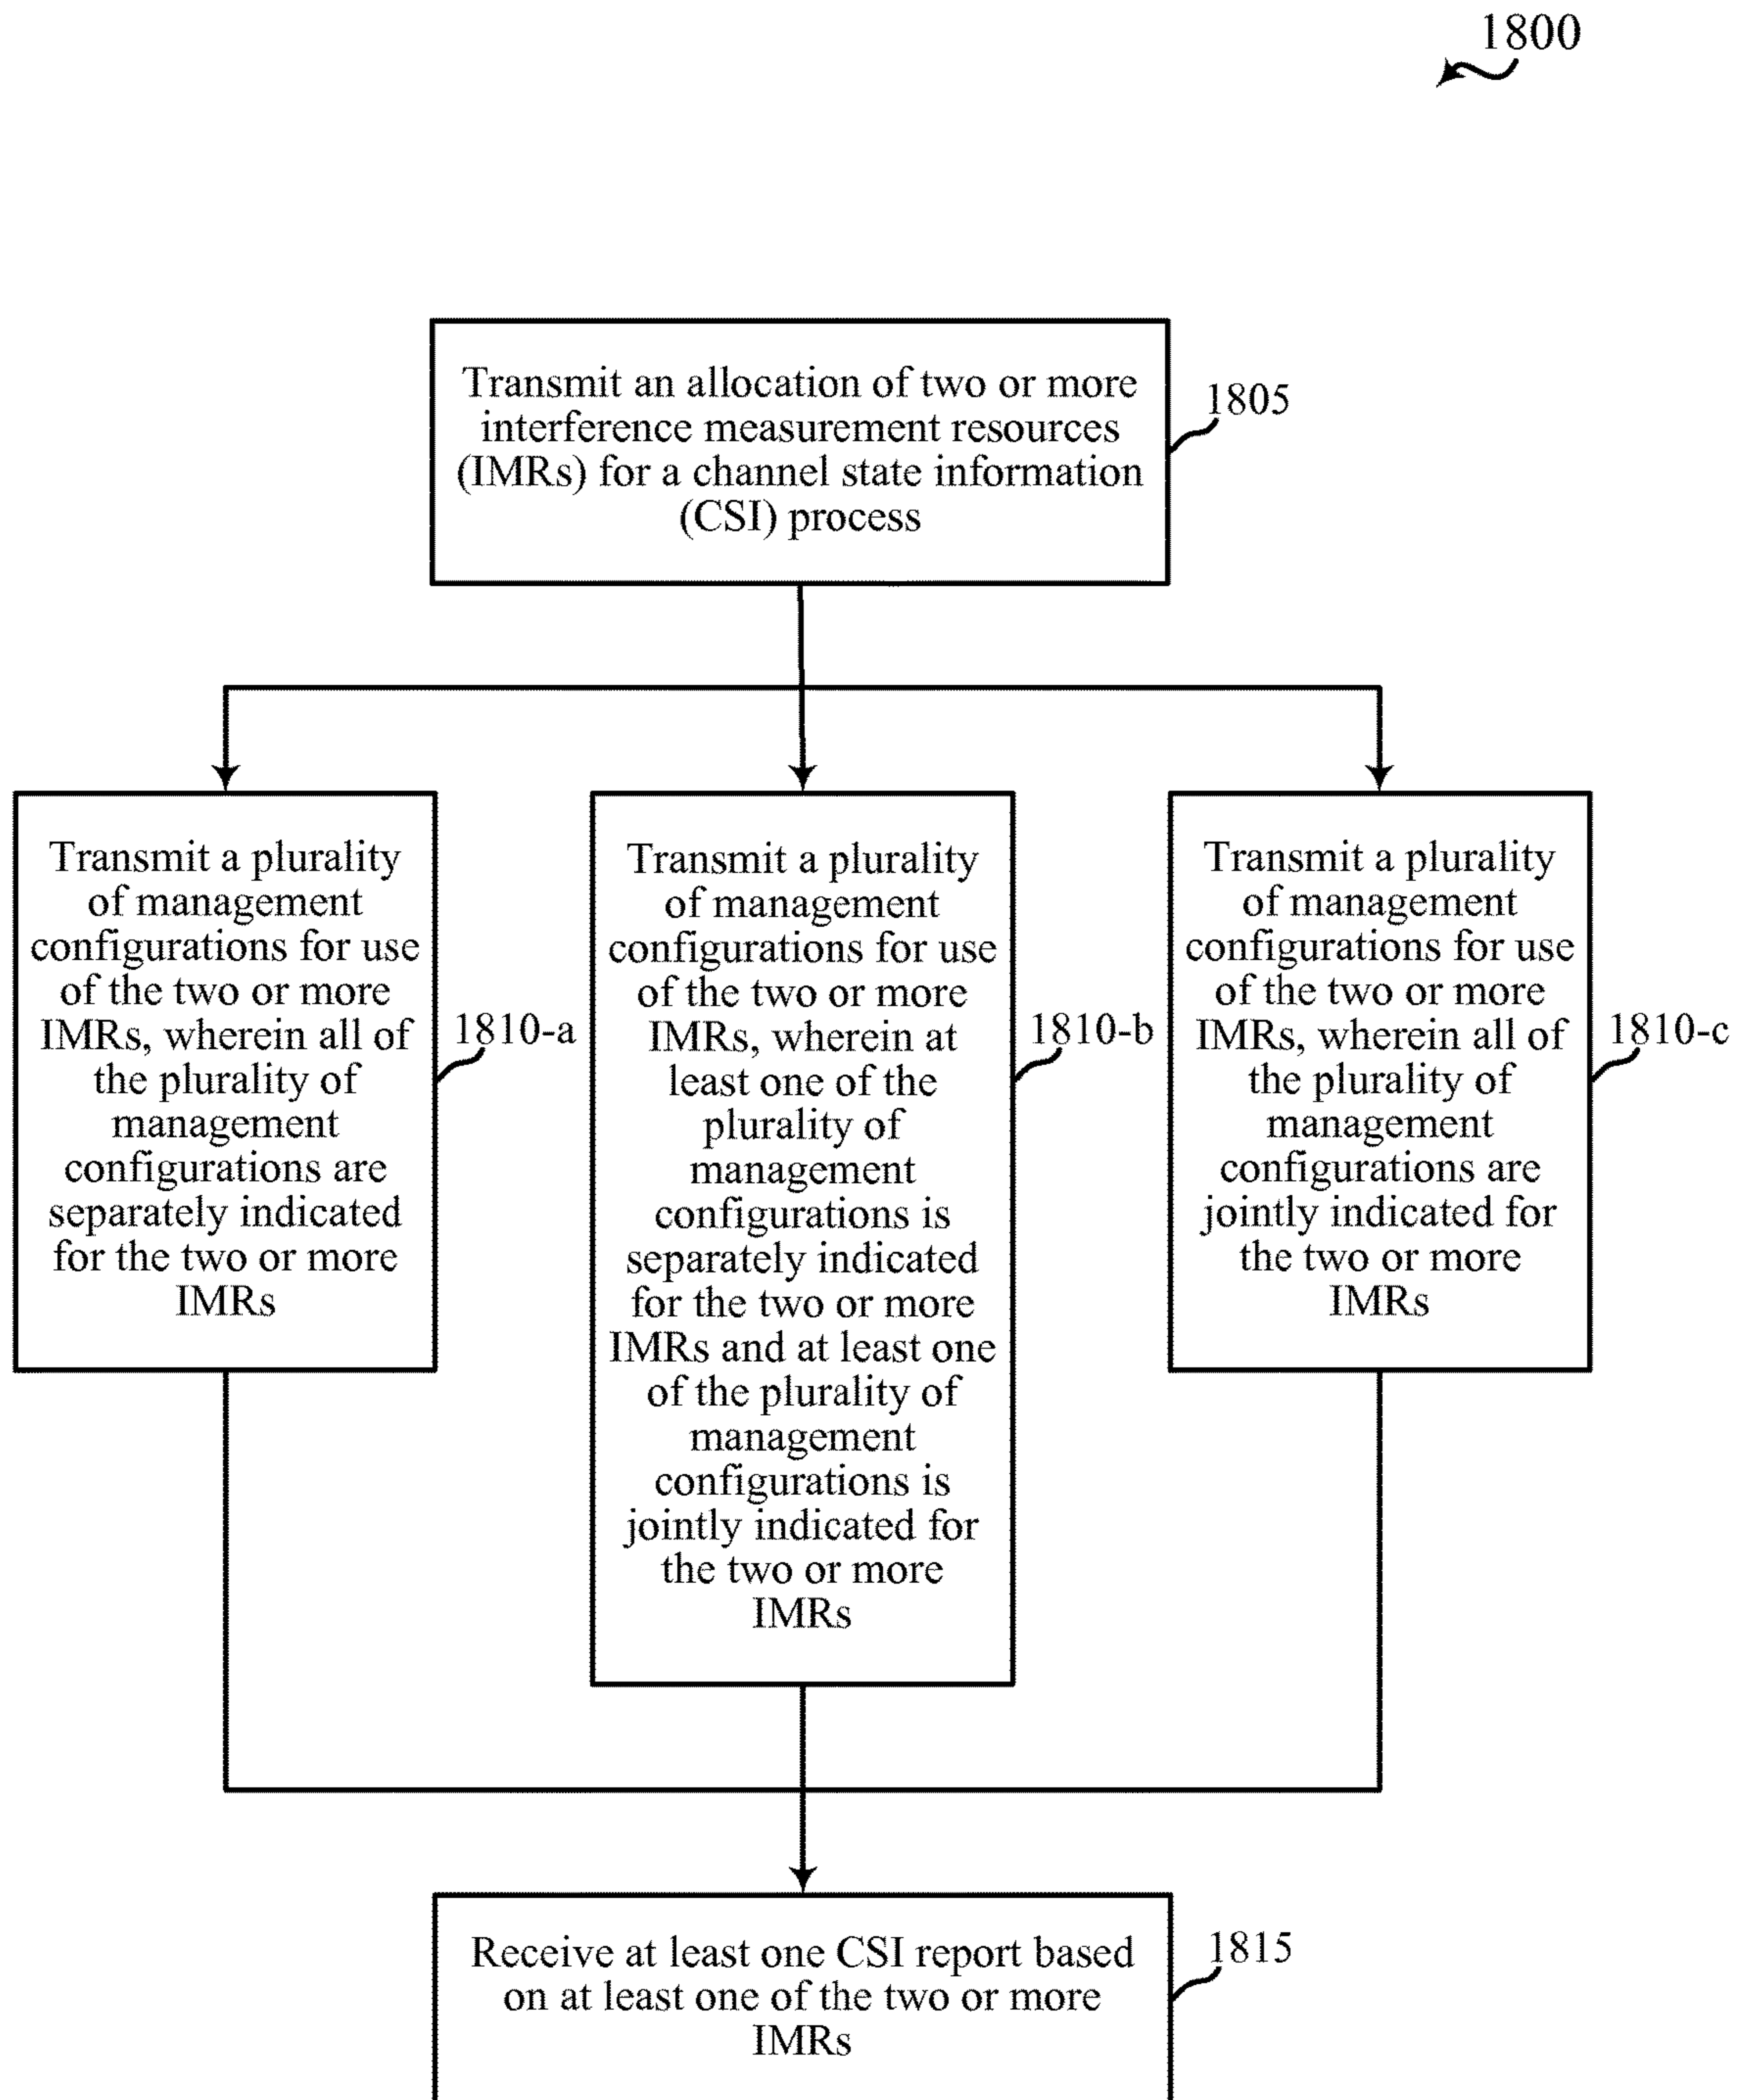 1800
Transmit an allocation of two or more
interference measurement resources
(IMRs) for a channel state information
(CSI) process
1805
Transmit a plurality
of management
configurations for use
of the two or more
IMRs, wherein all of
the plurality of
management
configurations are
separately indicated
for the two or more
IMRs
1810-a
Transmit a plurality
of management
configurations for use
of the two or more
IMRs, wherein at
least one of the
plurality of
management
configurations is
separately indicated
for the two or more
IMRs and at least one
of the plurality of
management
configurations is
jointly indicated for
the two or more
IMRs
1810-b
Transmit a plurality
of management
configurations for use
of the two or more
IMRs, wherein all of
the plurality of
management
configurations are
jointly indicated for
the two or more
IMRs
1810-c
Receive at least one CSI report based
on at least one of the two or more
IMRs
1815